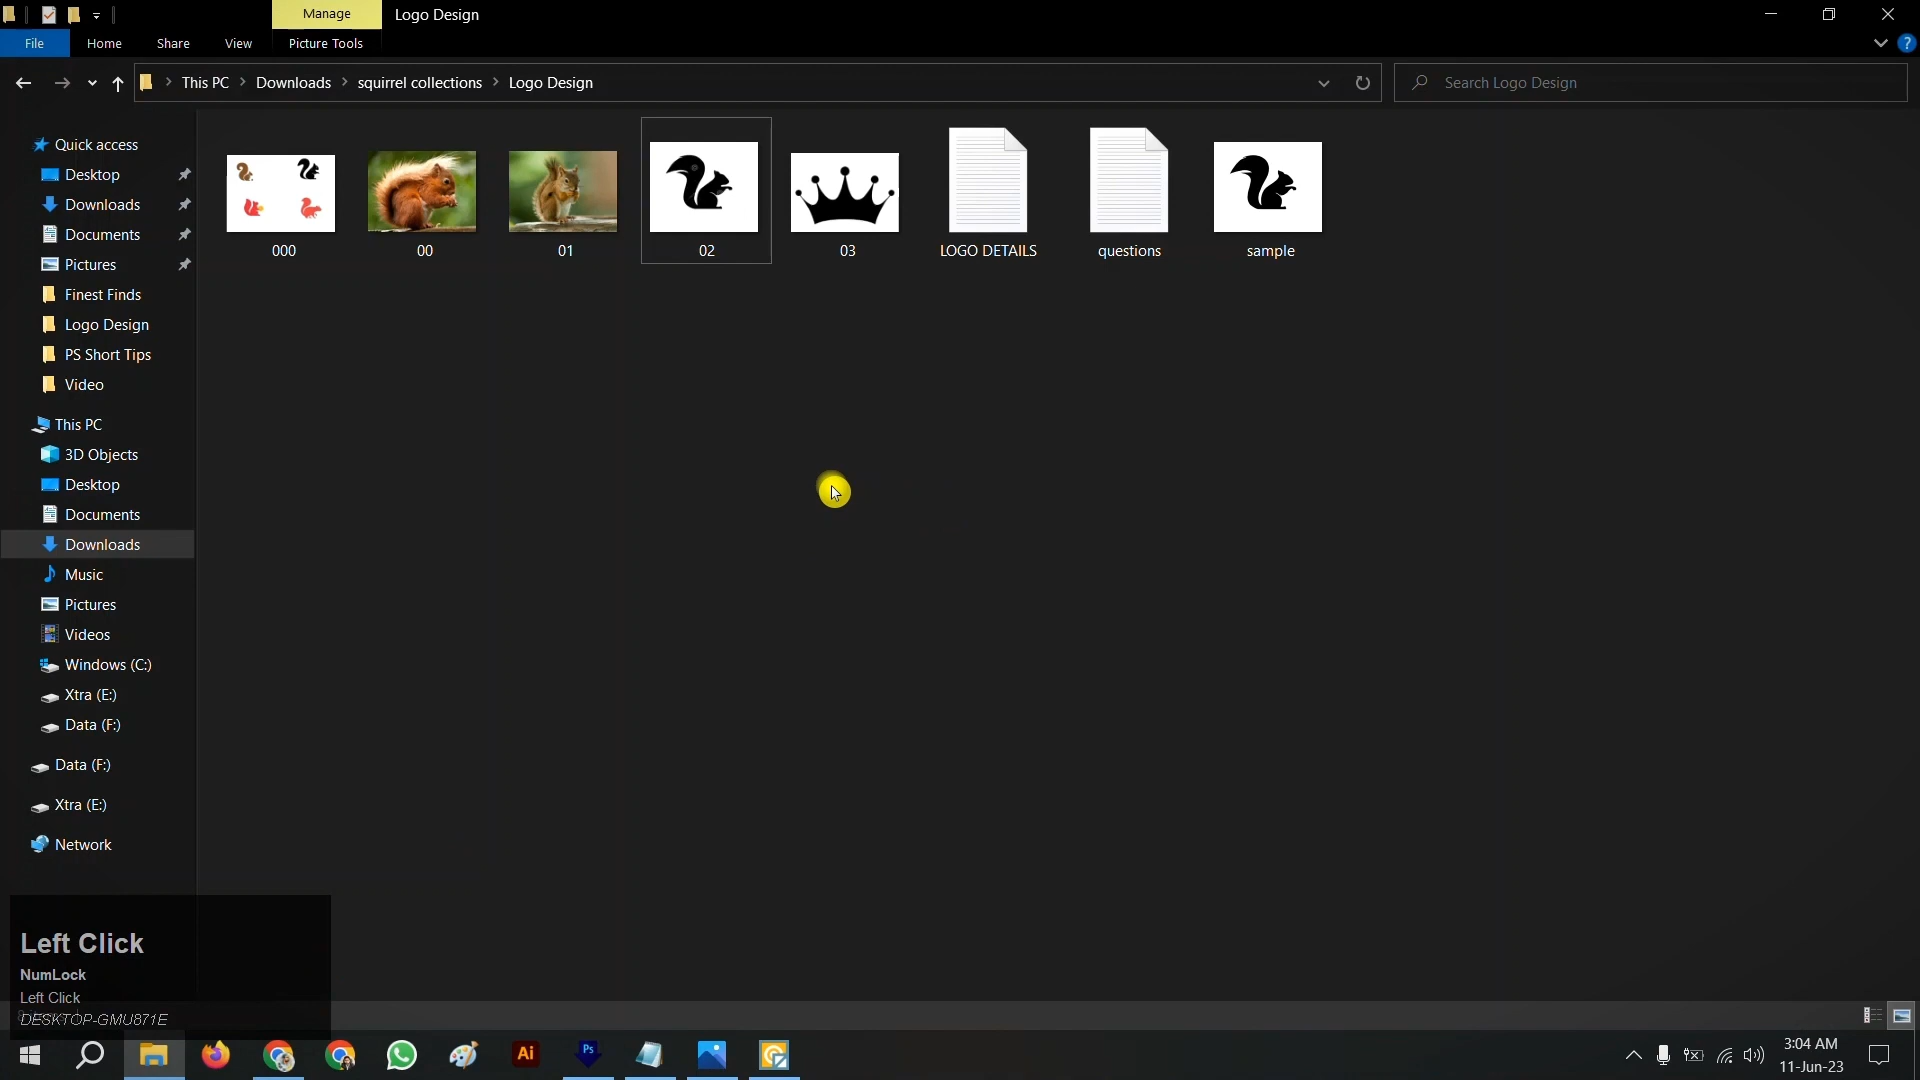 Manage
Logo Design
File
Home
Share
View
Picture Tools
This PC
Downloads
squirrel collections
Logo Design
Search Logo Design
Quick access
Desktop
Downloads
Documents
Pictures
Finest Finds
Logo Design
PS Short Tips
Video
This PC
3D Objects
Desktop
Documents
Downloads
Music
Pictures
Videos
Windows (C:)
Xtra (E:)
Data (F:)
Data (F:)
Xtra (E:)
Network
000
00
01
02
03
LOGO DETAILS
questions
sample
Left Click
NumLock
Left Click
DESKTOP-GMU871E
Ai
Ps
3:04 AM
11-Jun-23